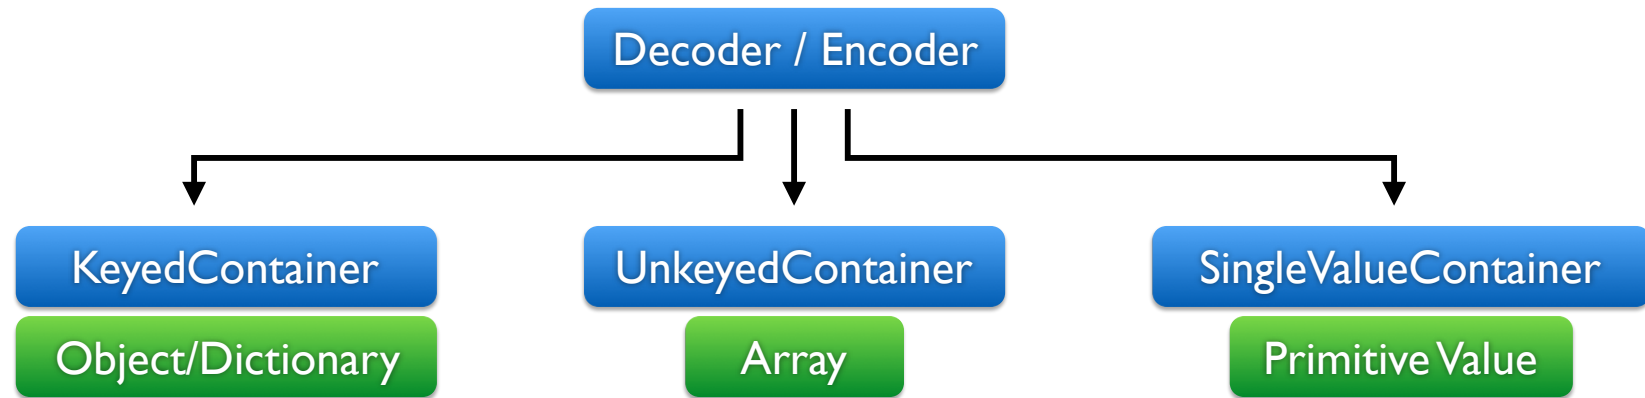 Decoder / Encoder
KeyedContainer
UnkeyedContainer
SingleValueContainer
Object/Dictionary
Array
Primitive Value